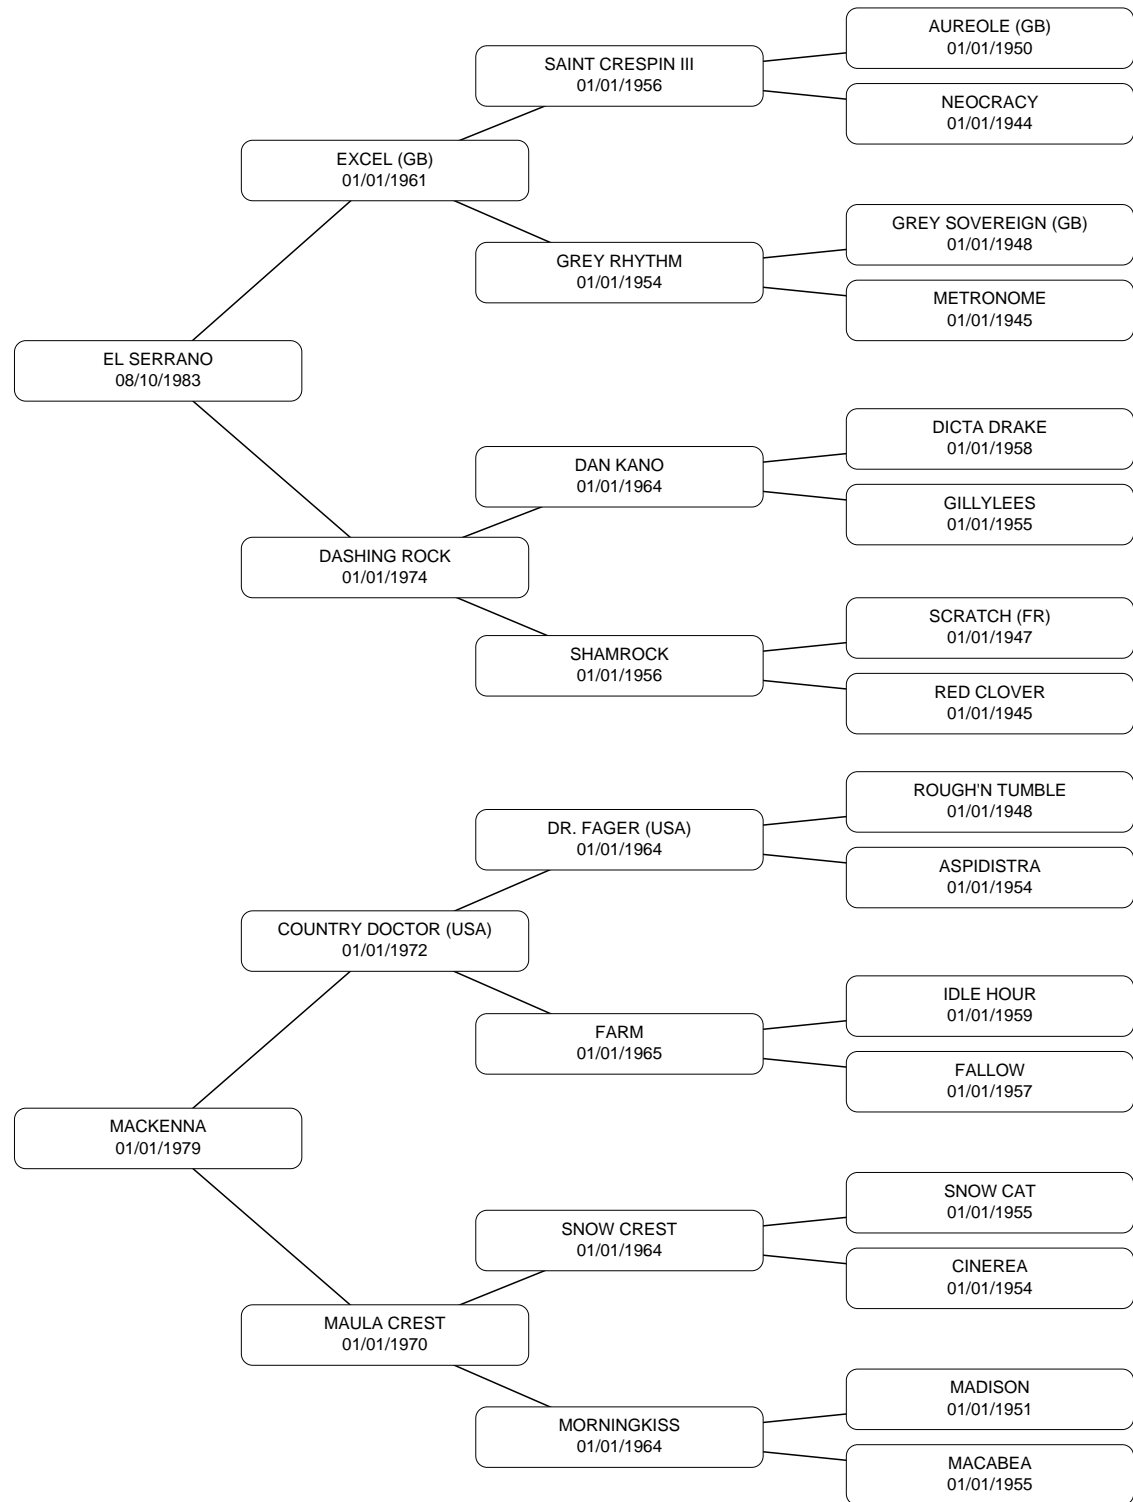 AUREOLE (GB)
01/01/1950
SAINT CRESPIN III
01/01/1956
NEOCRACY
01/01/1944
EXCEL (GB)
01/01/1961
GREY SOVEREIGN (GB)
01/01/1948
GREY RHYTHM
01/01/1954
METRONOME
01/01/1945
EL SERRANO
08/10/1983
DICTA DRAKE
01/01/1958
DAN KANO
01/01/1964
GILLYLEES
01/01/1955
DASHING ROCK
01/01/1974
SCRATCH (FR)
01/01/1947
SHAMROCK
01/01/1956
RED CLOVER
01/01/1945
ROUGH'N TUMBLE
01/01/1948
DR. FAGER (USA)
01/01/1964
ASPIDISTRA
01/01/1954
COUNTRY DOCTOR (USA)
01/01/1972
IDLE HOUR
01/01/1959
FARM
01/01/1965
FALLOW
01/01/1957
MACKENNA
01/01/1979
SNOW CAT
01/01/1955
SNOW CREST
01/01/1964
CINEREA
01/01/1954
MAULA CREST
01/01/1970
MADISON
01/01/1951
MORNINGKISS
01/01/1964
MACABEA
01/01/1955